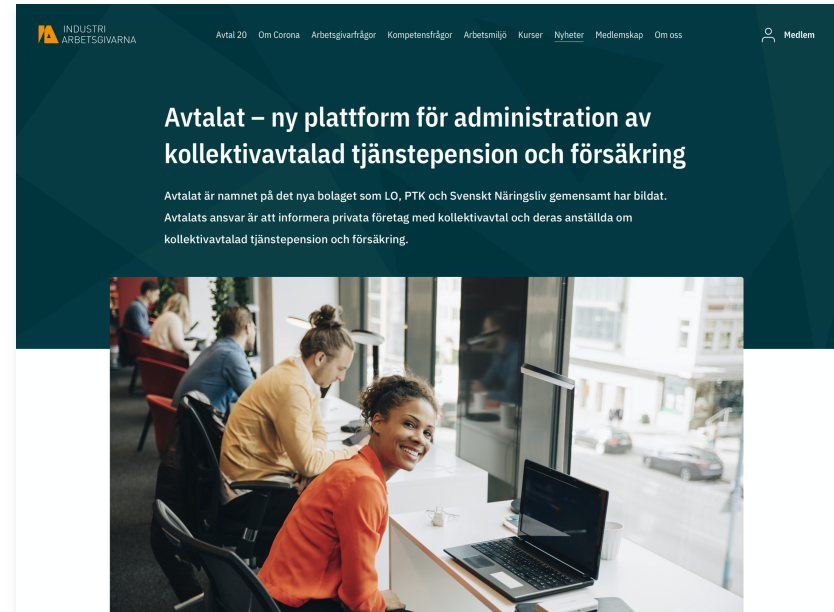 INDUSTRI
ARBETSGIVARNA
Avtal 20 Om Corona Arbetsgivarfrågor Kompetensfrågor Arbetsmiljö Kurser Nyheter Medlemskap Om oss
Medlem
Avtalat – ny plattform för administration av
kollektivavtalad tjänstepension och försäkring
Avtalat är namnet på det nya bolaget som LO, PTK och Svenskt Näringsliv gemensamt har bildat.
Avtalats ansvar är att informera privata företag med kollektivavtal och deras anställda om
kollektivavtalad tjänstepension och försäkring.